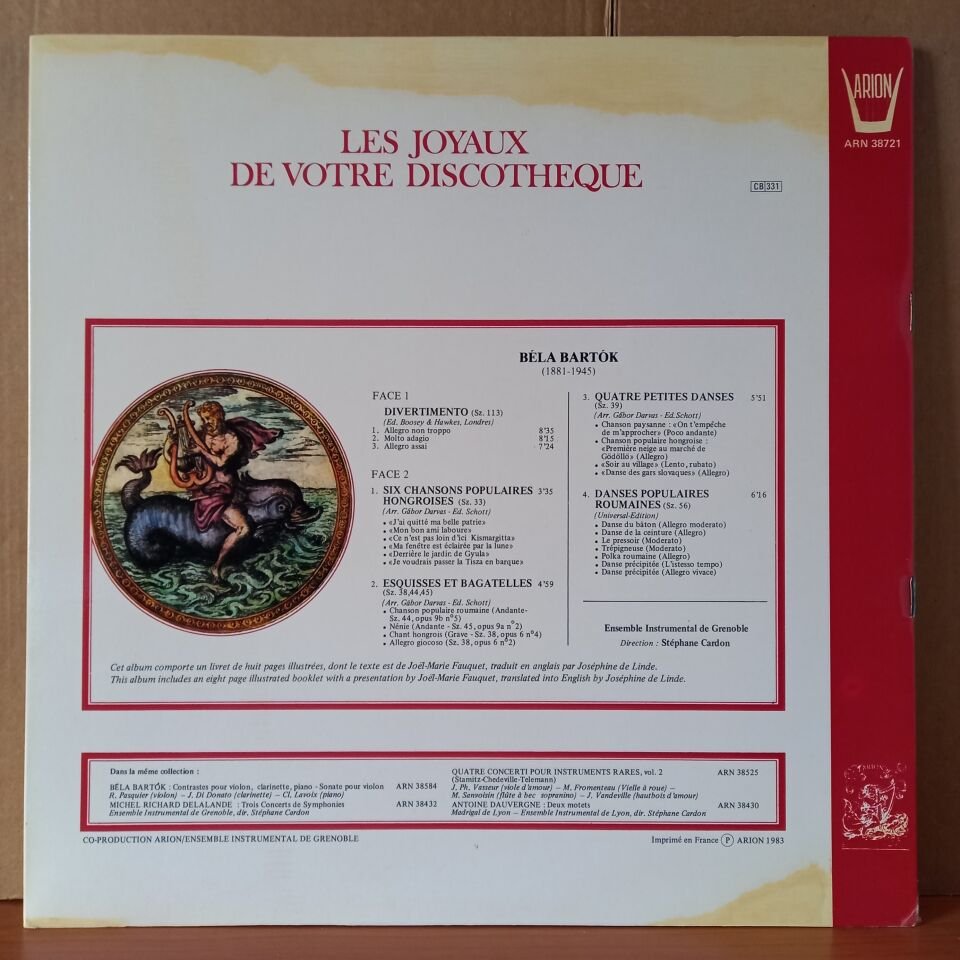 ARION
ARN 38721
LES JOYAUX
DE VOTRE DISCOTHEQUE
CB 331
BÉLA BARTÓK
(1881-1945)
FACE 1
DIVERTIMENTO (Sz. 113)
(Ed. Boosey & Hawkes, Londres)
1. Allegro non troppo 8'35
2. Molto adagio 8'15
3. Allegro assai 7'24
FACE 2
1. SIX CHANSONS POPULAIRES 3'35
HONGROISES (Sz. 33)
(Arr. Gábor Darvas - Ed. Schott)
• «J'ai quitté ma belle patrie»
• «Mon bon ami laboure»
• «Ce n'est pas loin d'ici Kismargitta»
• «Ma fenêtre est éclairée par la lune»
• «Derrière le jardin de Gyula»
• «Je voudrais passer la Tisza en barque»
2. ESQUISSES ET BAGATELLES 4'59
(Sz. 38,44,45)
(Arr. Gábor Darvas - Ed. Schott)
• Chanson populaire roumaine (Andante-
Sz. 44, opus 9b n°5)
• Nénie (Andante - Sz. 45, opus 9a n°2)
• Chant hongrois (Grave - Sz. 38, opus 6 n°4)
• Allegro giocoso (Sz. 38, opus 6 n°2)
3. QUATRE PETITES DANSES 5'51
(Sz. 39)
(Arr. Gábor Darvas - Ed. Schott)
• Chanson paysanne : «On t'empêche
de m'approcher» (Poco andante)
• Chanson populaire hongroise :
«Première neige au marché de
Gödöllö» (Allegro)
• «Soir au village» (Lento, rubato)
• «Danse des gars slovaques» (Allegro)
4. DANSES POPULAIRES 6'16
ROUMAINES (Sz. 56)
(Universal-Edition)
• Danse du bâton (Allegro moderato)
• Danse de la ceinture (Allegro)
• Le pressoir (Moderato)
• Trépigneuse (Moderato)
• Polka roumaine (Allegro)
• Danse précipitée (L'istesso tempo)
• Danse précipitée (Allegro vivace)
Ensemble Instrumental de Grenoble
Direction : Stéphane Cardon
Cet album comporte un livret de huit pages illustrées, dont le texte est de Joël-Marie Fauquet, traduit en anglais par Joséphine de Linde.
This album includes an eight page illustrated booklet with a presentation by Joël-Marie Fauquet, translated into English by Joséphine de Linde.
Dans la même collection :
BÉLA BARTÓK : Contrastes pour violon, clarinette, piano - Sonate pour violon ARN 38584
R. Pasquier (violon) – J. Di Donato (clarinette) – Cl. Lavoix (piano)
MICHEL RICHARD DELALANDE : Trois Concerts de Symphonies ARN 38432
Ensemble Instrumental de Grenoble, dir. Stéphane Cardon
QUATRE CONCERTI POUR INSTRUMENTS RARES, vol. 2 ARN 38525
(Stamitz-Chedeville-Telemann)
J. Ph. Vasseur (viole d'amour) – M. Fromenteau (Vielle à roue) –
M. Sanvoisin (flûte à bec sopranino) – J. Vandeville (hautbois d'amour)
ANTOINE DAUVERGNE : Deux motets ARN 38430
Madrigal de Lyon – Ensemble Instrumental de Lyon, dir. Stéphane Cardon
CO-PRODUCTION ARION/ENSEMBLE INSTRUMENTAL DE GRENOBLE
Imprimé en France Ⓟ ARION 1983